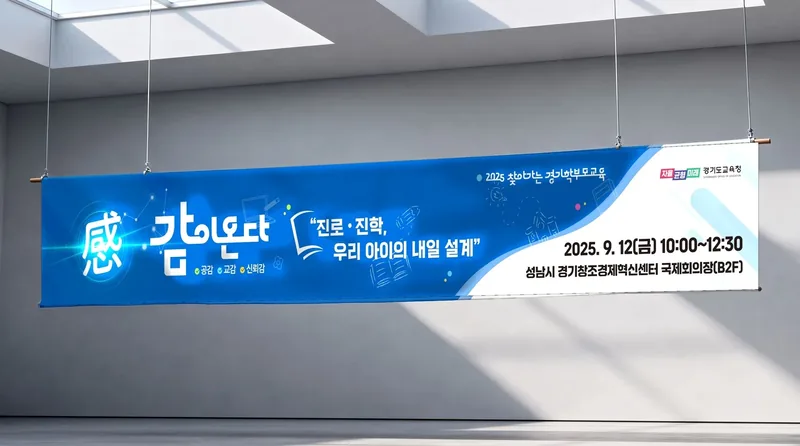 2025 찾아가는 경기학부모교육
자율 균형 미래 경기도교육청
感 감이온다
공감 교감 신뢰감
“진로·진학,
우리 아이의 내일 설계”
2025. 9. 12(금) 10:00~12:30
성남시 경기창조경제혁신센터 국제회의장(B2F)